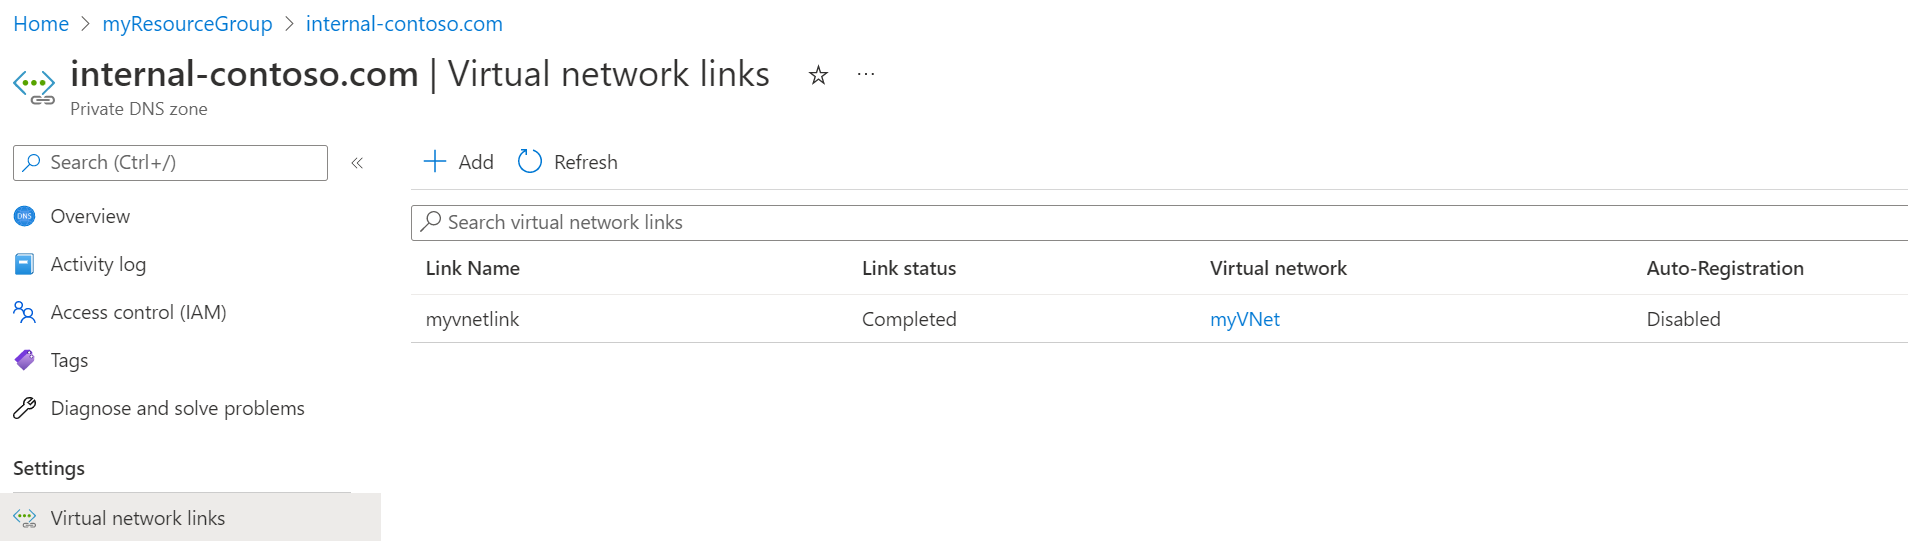 Home > myResourceGroup > internal-contoso.com
internal-contoso.com | Virtual network links
Private DNS zone
Search (Ctrl+/)
Add Refresh
DNS Overview
Search virtual network links
Activity log
Link Name Link status Virtual network Auto-Registration
Access control (IAM)
myvnetlink Completed myVNet Disabled
Tags
Diagnose and solve problems
Settings
Virtual network links